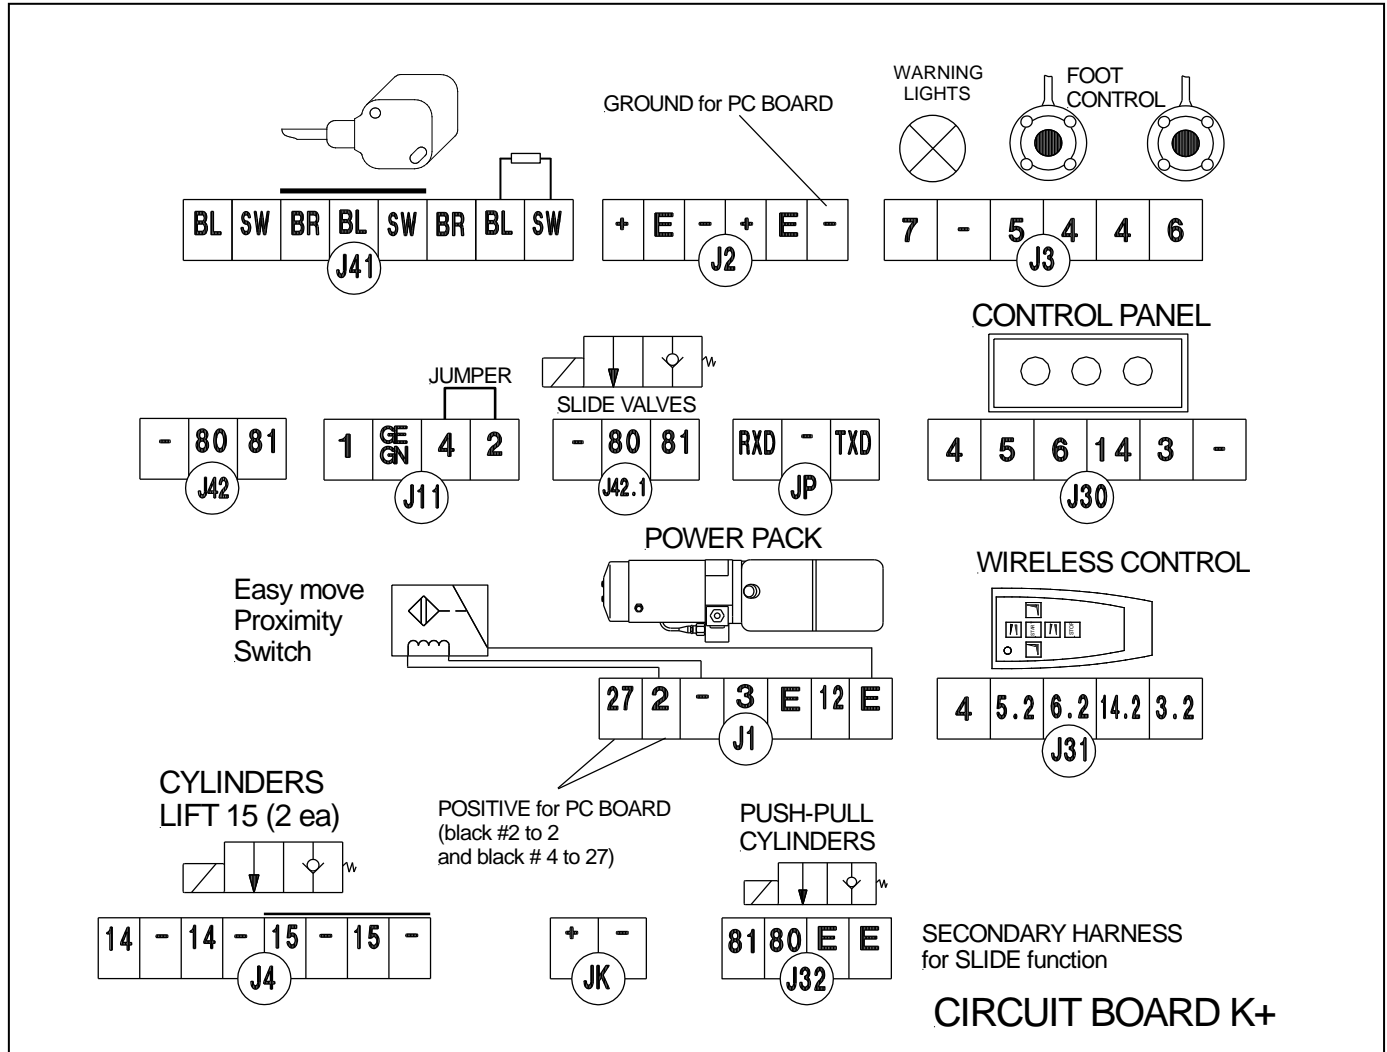 WARNING
LIGHTS
FOOT
CONTROL
GROUND for PC BOARD
BL SW BR BL SW BR BL SW
J41
+ E - + E -
J2
7 - 5 4 4 6
J3
CONTROL PANEL
JUMPER
SLIDE VALVES
- 80 81
J42
1 GE GN 4 2
J11
- 80 81
J42.1
RXD - TXD
JP
4 5 6 14 3 -
J30
POWER PACK
WIRELESS CONTROL
Easy move
Proximity
Switch
START
STOP
27 2 - 3 E 12 E
J1
4 5.2 6.2 14.2 3.2
J31
CYLINDERS
LIFT 15 (2 ea)
POSITIVE for PC BOARD
(black #2 to 2
and black # 4 to 27)
PUSH-PULL
CYLINDERS
14 - 14 - 15 - 15 -
J4
+ -
JK
81 80 E E
J32
SECONDARY HARNESS
for SLIDE function
CIRCUIT BOARD K+